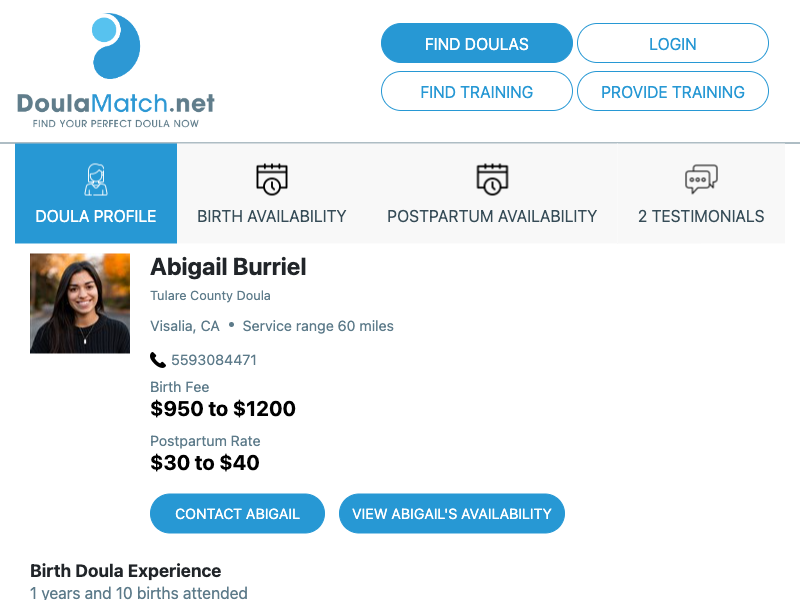 DoulaMatch.net
FIND YOUR PERFECT DOULA NOW
FIND DOULAS
LOGIN
FIND TRAINING
PROVIDE TRAINING
DOULA PROFILE
BIRTH AVAILABILITY
POSTPARTUM AVAILABILITY
2 TESTIMONIALS
Abigail Burriel
Tulare County Doula
Visalia, CA • Service range 60 miles
5593084471
Birth Fee
$950 to $1200
Postpartum Rate
$30 to $40
CONTACT ABIGAIL
VIEW ABIGAIL'S AVAILABILITY
Birth Doula Experience
1 years and 10 births attended